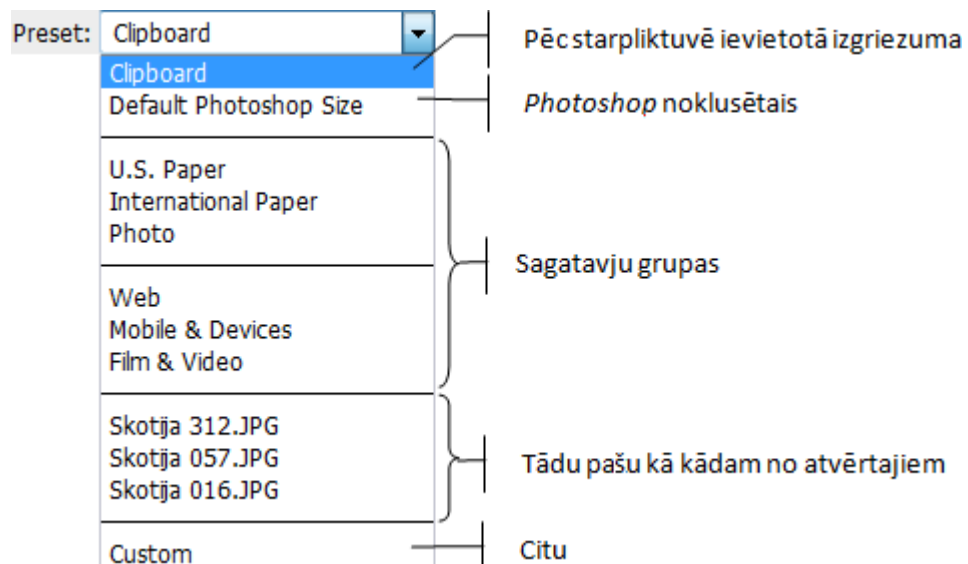 Preset: Clipboard
Pēc starpliktuvē ievietotā izgriezuma
Clipboard
Default Photoshop Size
Photoshop noklusētais
U.S. Paper
International Paper
Photo
Sagatavju grupas
Web
Mobile & Devices
Film & Video
Skotija 312.JPG
Skotija 057.JPG
Skotija 016.JPG
Tādu pašu kā kādam no atvērtajiem
Custom
Citu